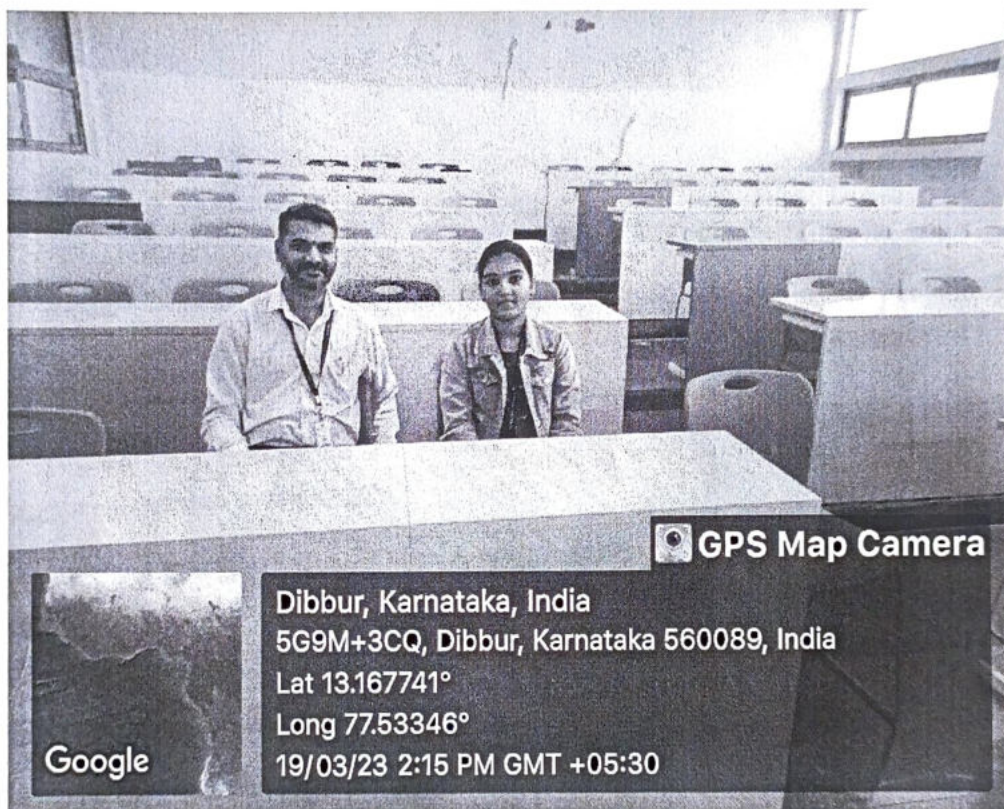 GPS Map Camera
Dibbur, Karnataka, India
5G9M+3CQ, Dibbur, Karnataka 560089, India
Lat 13.167741°
Long 77.53346°
19/03/23 2:15 PM GMT +05:30
Google